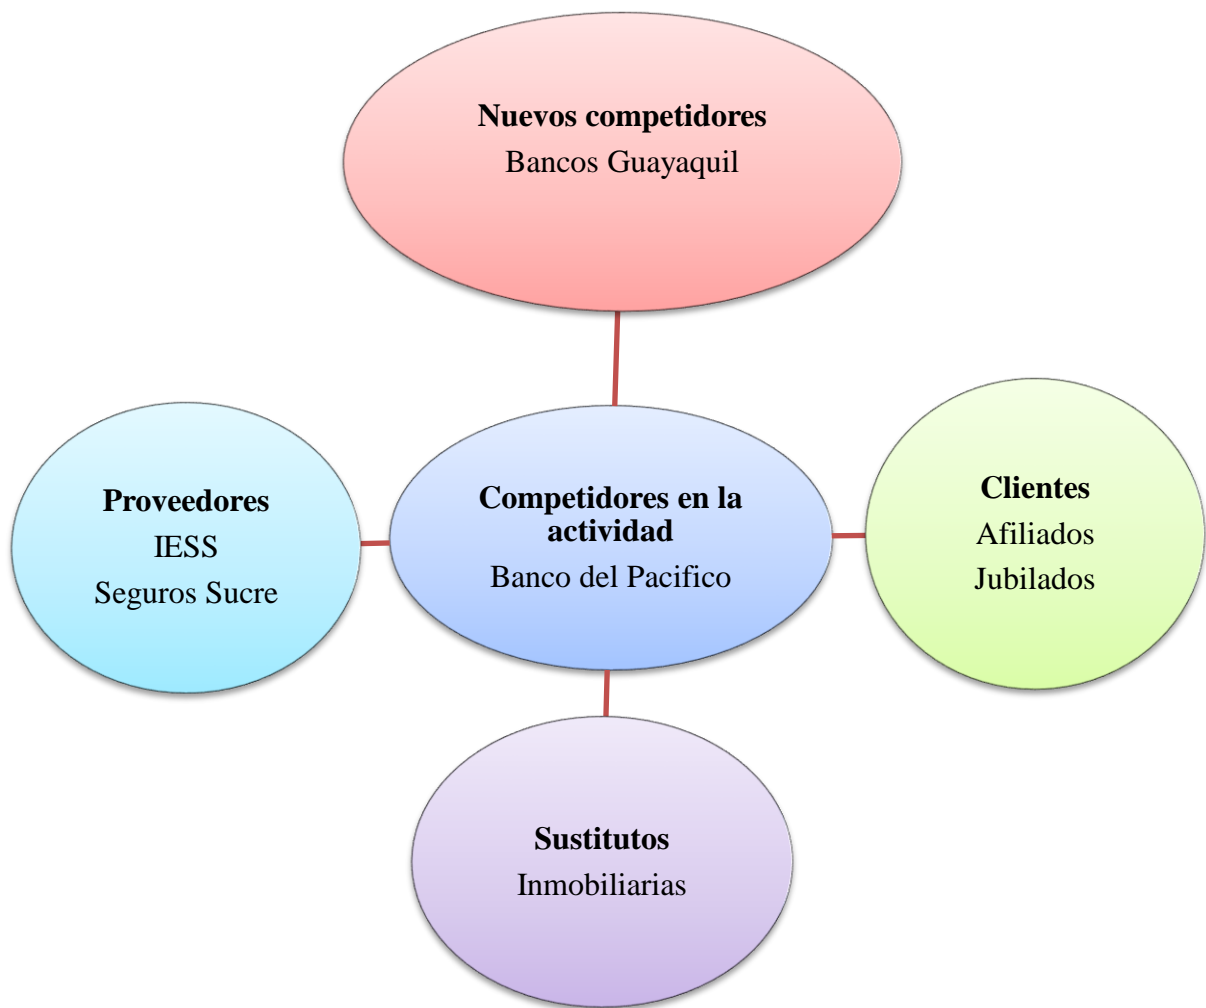 Nuevos competidores
Bancos Guayaquil
Proveedores
IESS
Seguros Sucre
Competidores en la
actividad
Banco del Pacifico
Clientes
Afiliados
Jubilados
Sustitutos
Inmobiliarias